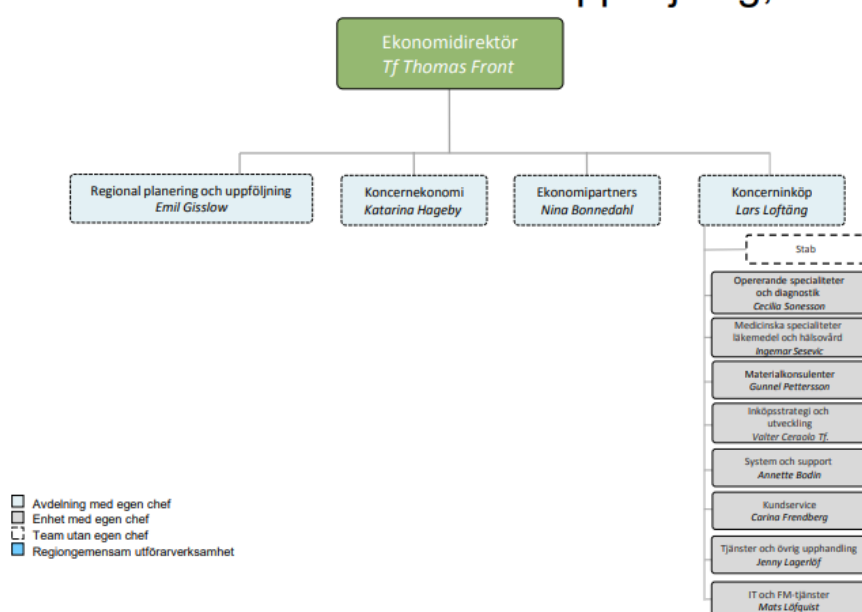 Ekonomidirektör
Tf Thomas Front
Regional planering och uppföljning
Emil Gisslow
Koncernekonomi
Katarina Hageby
Ekonomipartners
Nina Bonnedahl
Koncerninköp
Lars Loftäng
Stab
Opererande specialiteter
och diagnostik
Cecilia Sonesson
Medicinska specialiteter
läkemedel och hälsovård
Ingemar Sesevic
Materialkonsulenter
Gunnel Pettersson
Inköpsstrategi och
utveckling
Valter Ceraolo Tf.
System och support
Annette Bodin
Kundservice
Carina Frendberg
Tjänster och övrig upphandling
Jenny Lagerlöf
IT och FM-tjänster
Mats Löfquist
Avdelning med egen chef
Enhet med egen chef
Team utan egen chef
Regiongemensam utförarverksamhet